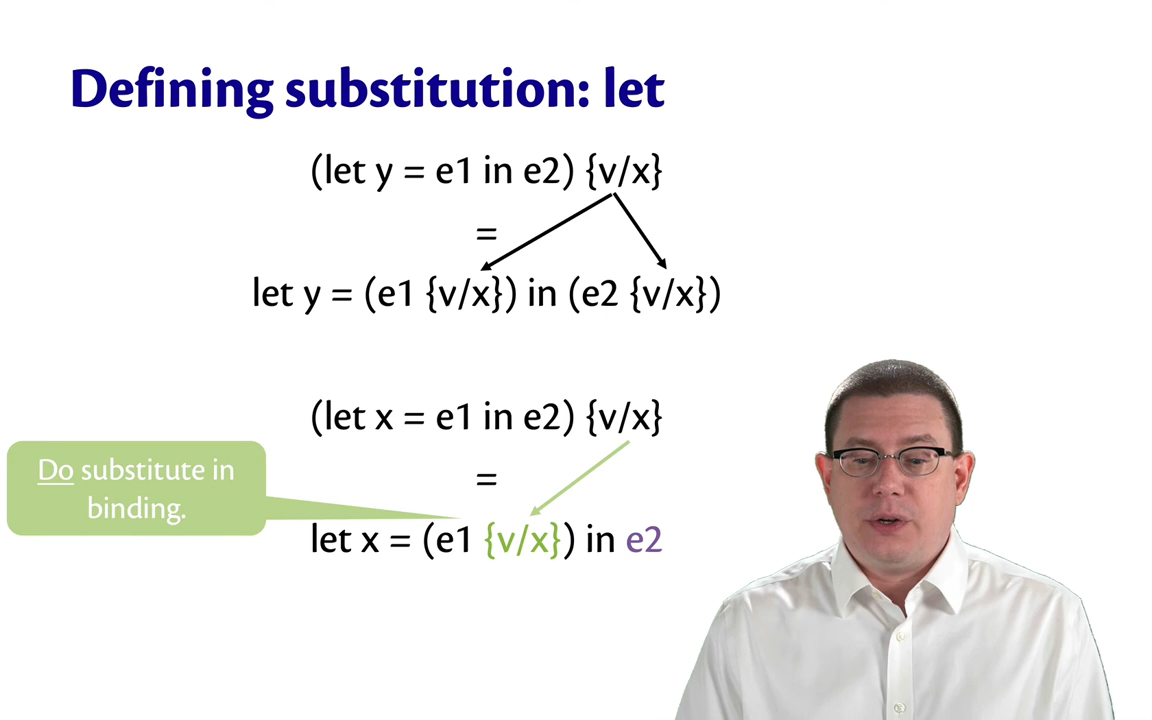 Defining substitution: let
(let y = e1 in e2) {v/x}
=
let y = (e1 {v/x}) in (e2 {v/x})
(let x = e1 in e2) {v/x}
=
let x = (e1 {v/x}) in e2
Do substitute in
binding.